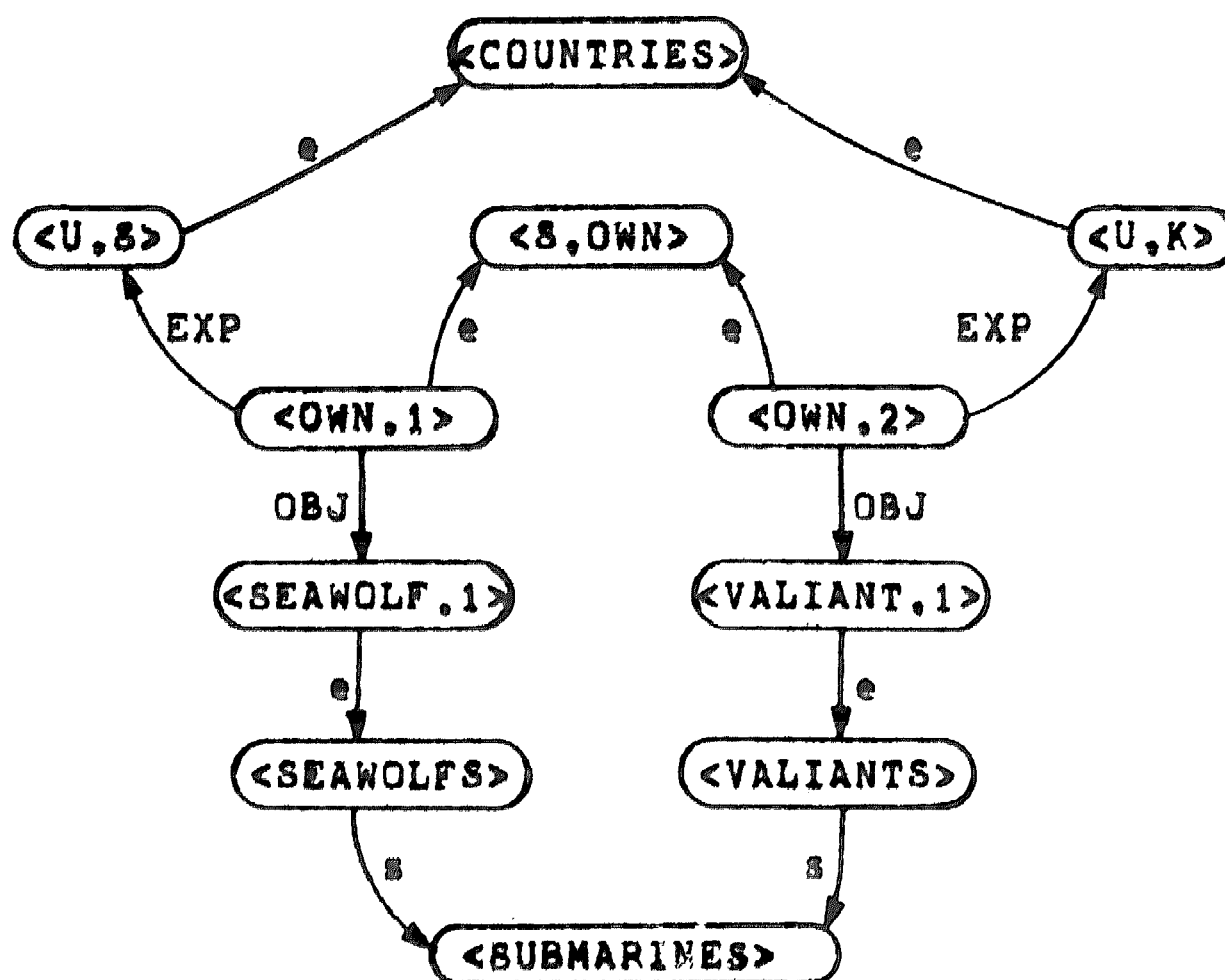 <COUNTRIES>
e e
<U,S> <S,OWN> <U,K>
EXP e e EXP
<OWN,1> <OWN,2>
OBJ OBJ
<SEAWOLF,1> <VALIANT,1>
e e
<SEAWOLFS> <VALIANTS>
s s
<SUBMARINES>